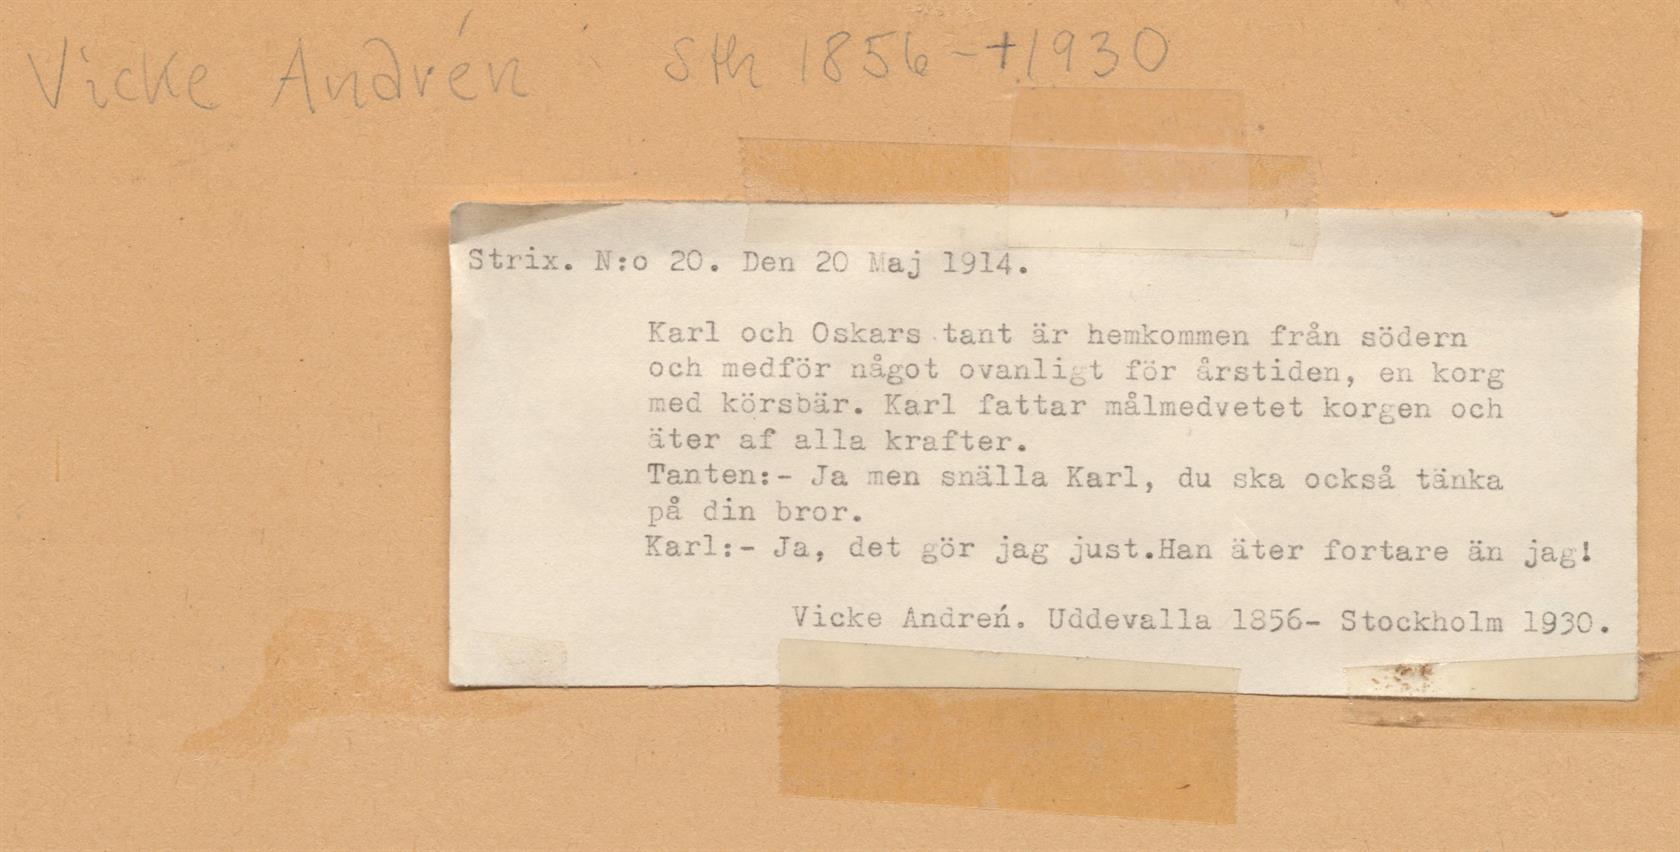 Vicke Andrén Sth 1856-†1930
Strix. N:o 20. Den 20 Maj 1914.
Karl och Oskars tant är hemkommen från södern
och medför något ovanligt för årstiden, en korg
med körsbär. Karl fattar målmedvetet korgen och
äter af alla krafter.
Tanten:- Ja men snälla Karl, du ska också tänka
på din bror.
Karl:- Ja, det gör jag just.Han äter fortare än jag!
Vicke Andreń. Uddevalla 1856- Stockholm 1930.